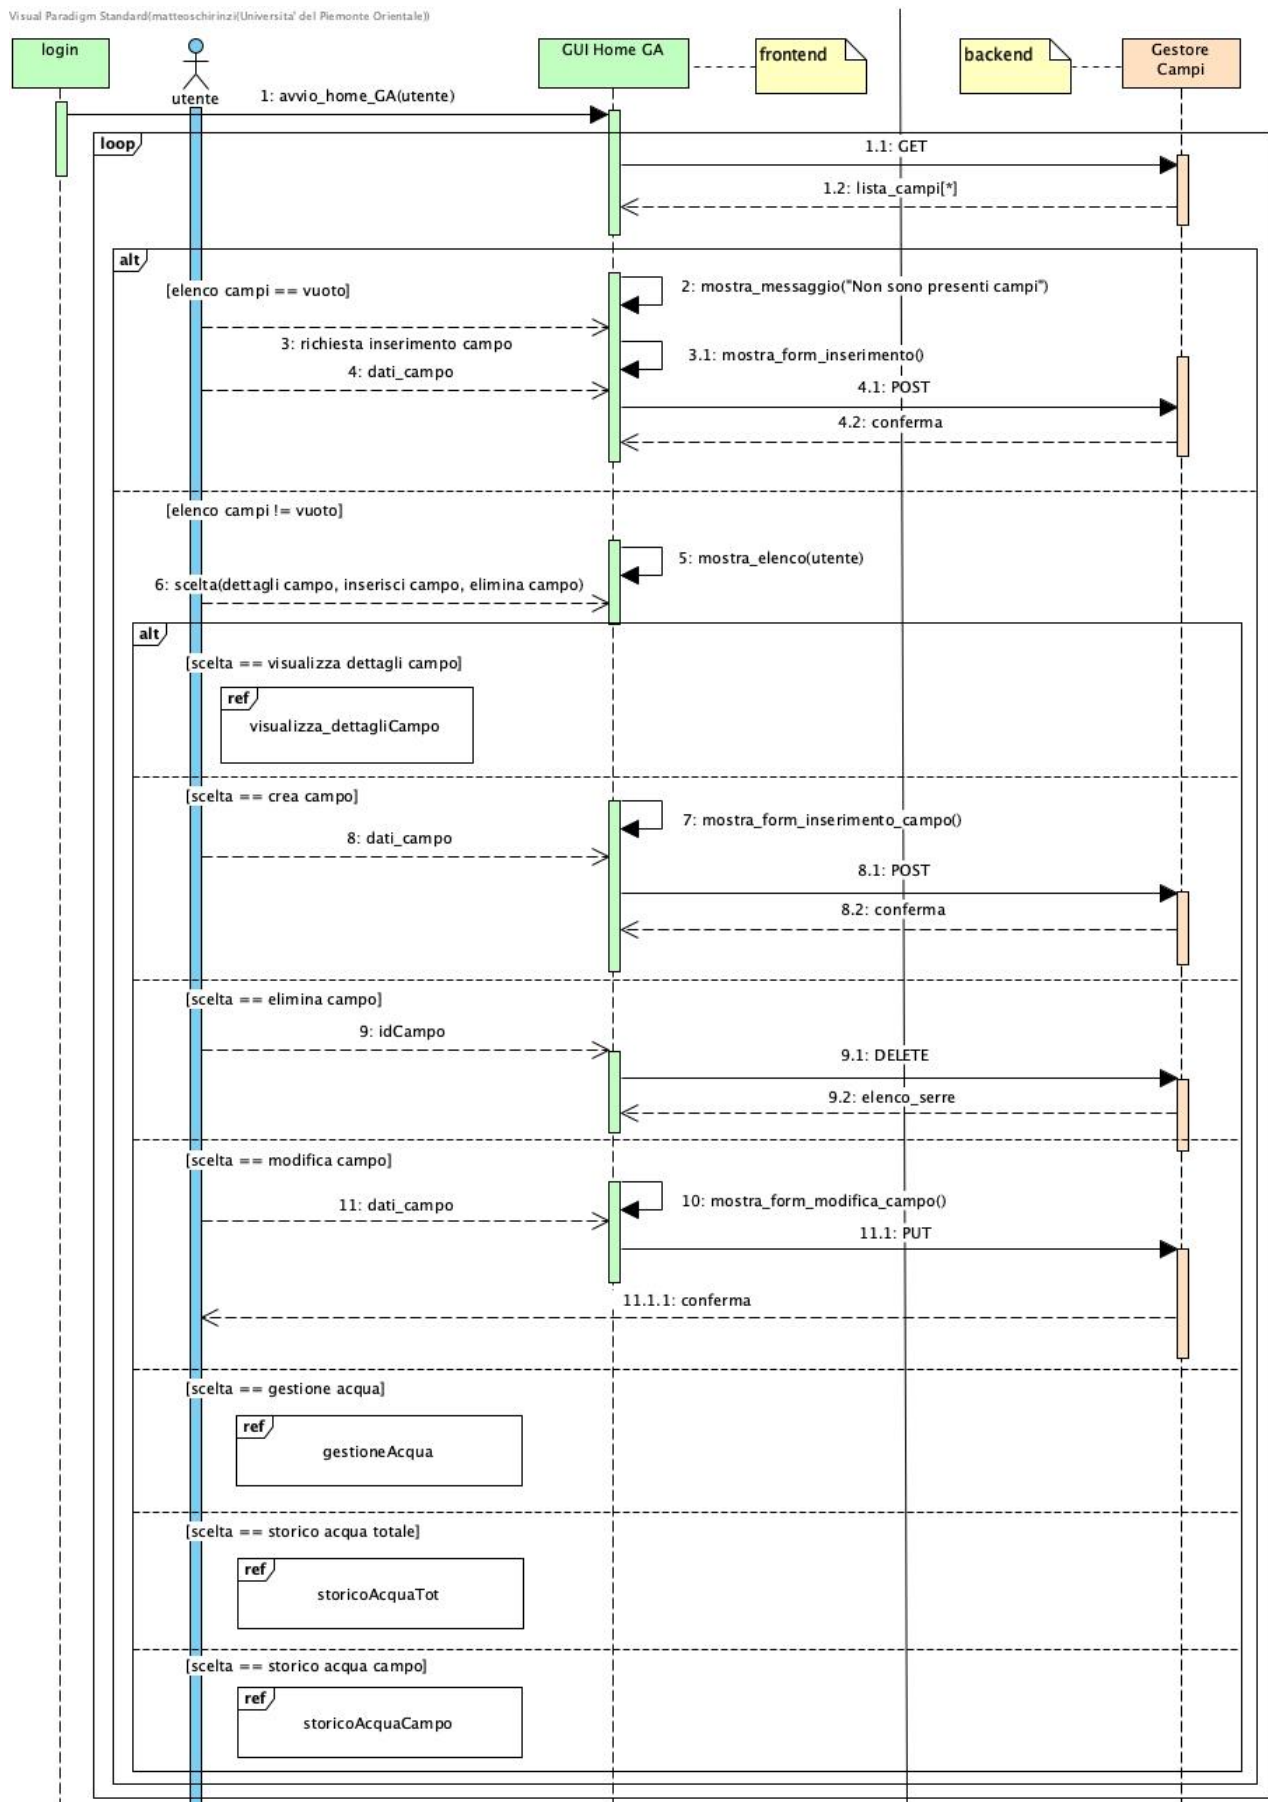 Visual Paradigm Standard(matteoschirinzi(Universita' del Piemonte Orientale))
login
utente
GUI Home GA
frontend
backend
Gestore
Campi
1: avvio_home_GA(utente)
loop
1.1: GET
1.2: lista_campi[*]
alt
[elenco campi == vuoto]
2: mostra_messaggio("Non sono presenti campi")
3: richiesta inserimento campo
3.1: mostra_form_inserimento()
4: dati_campo
4.1: POST
4.2: conferma
[elenco campi != vuoto]
5: mostra_elenco(utente)
6: scelta(dettagli campo, inserisci campo, elimina campo)
alt
[scelta == visualizza dettagli campo]
ref
visualizza_dettagliCampo
[scelta == crea campo]
7: mostra_form_inserimento_campo()
8: dati_campo
8.1: POST
8.2: conferma
[scelta == elimina campo]
9: idCampo
9.1: DELETE
9.2: elenco_serre
[scelta == modifica campo]
10: mostra_form_modifica_campo()
11: dati_campo
11.1: PUT
11.1.1: conferma
[scelta == gestione acqua]
ref
gestioneAcqua
[scelta == storico acqua totale]
ref
storicoAcquaTot
[scelta == storico acqua campo]
ref
storicoAcquaCampo